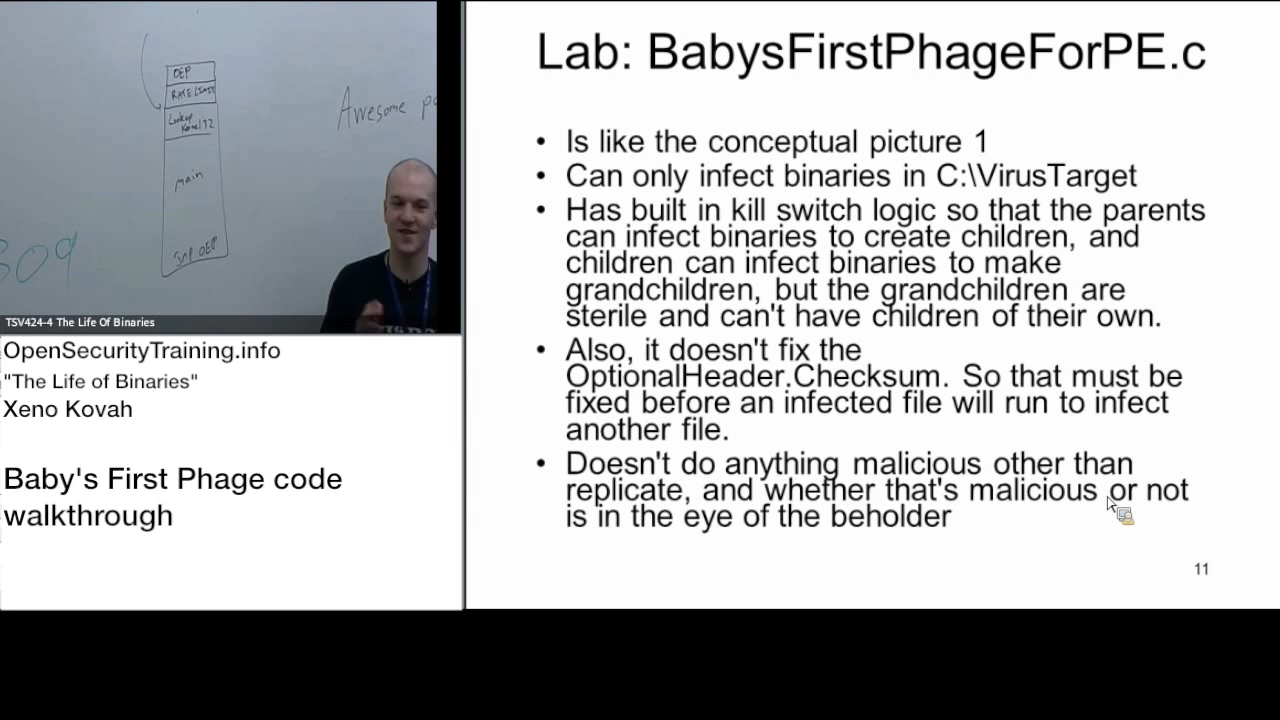 OEP
Lookup
Kernel32
main
JMP OEP
Awesome
309
TSV424-4 The Life Of Binaries
OpenSecurityTraining.info
"The Life of Binaries"
Xeno Kovah
Baby's First Phage code
walkthrough
Lab: BabysFirstPhageForPE.c
• Is like the conceptual picture 1
• Can only infect binaries in C:\VirusTarget
• Has built in kill switch logic so that the parents
can infect binaries to create children, and
children can infect binaries to make
grandchildren, but the grandchildren are
sterile and can't have children of their own.
• Also, it doesn't fix the
OptionalHeader.Checksum. So that must be
fixed before an infected file will run to infect
another file.
• Doesn't do anything malicious other than
replicate, and whether that's malicious or not
is in the eye of the beholder
11